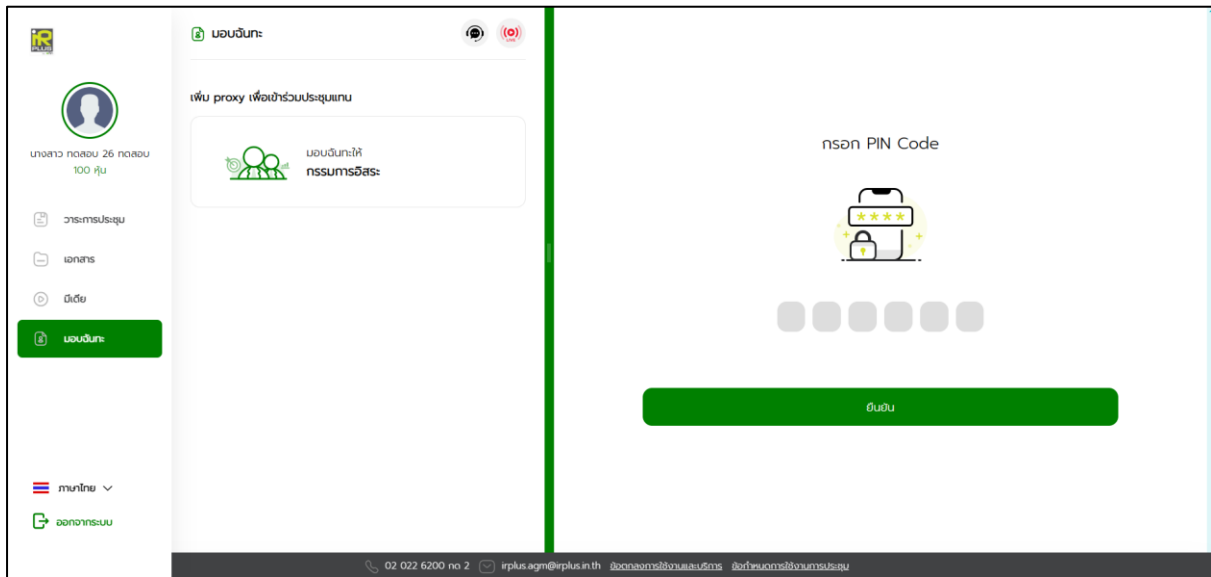 iR
PLUS
นางสาว ทดสอบ 26 ทดสอบ
100 หุ้น
วาระการประชุม
เอกสาร
มีเดีย
มอบฉันทะ
ภาษาไทย
ออกจากระบบ
มอบฉันทะ
LIVE
เพิ่ม proxy เพื่อเข้าร่วมประชุมแทน
มอบฉันทะให้
กรรมการอิสระ
กรอก PIN Code
****
ยืนยัน
02 022 6200 กด 2 irplus.agm@irplus.in.th ข้อตกลงการใช้งานและบริการ ข้อกำหนดการใช้งานการประชุม